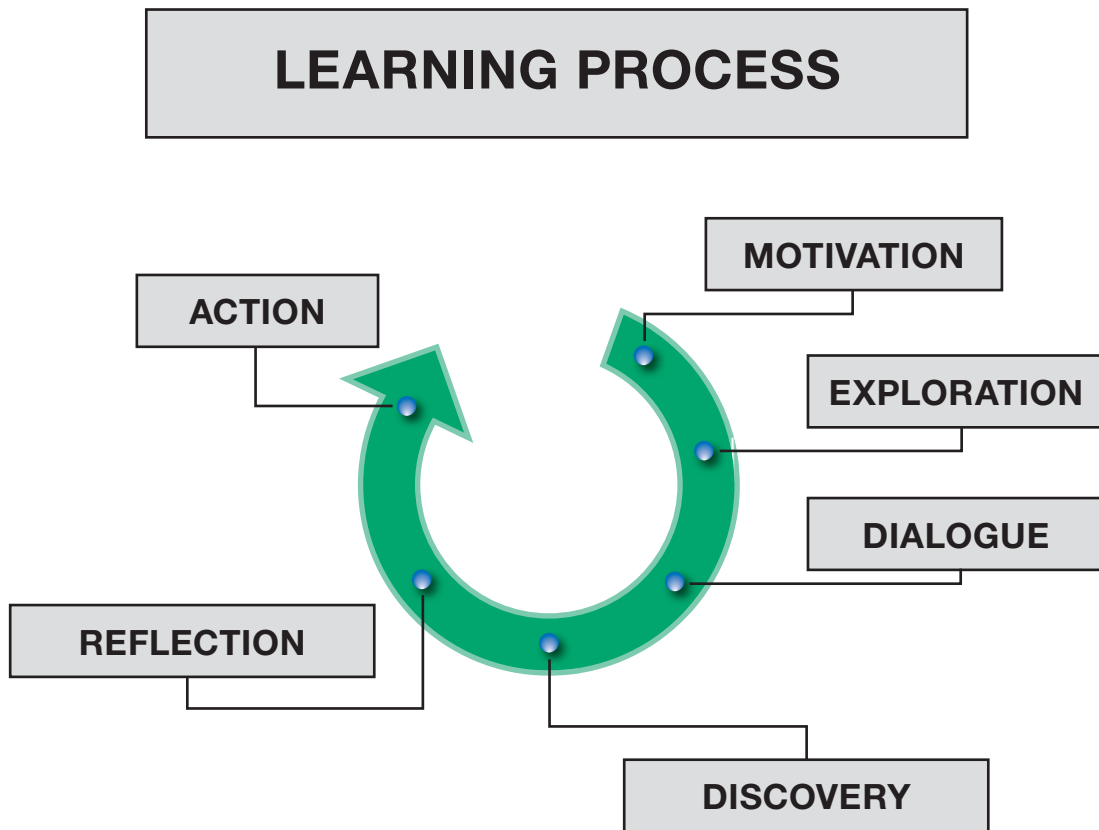 LEARNING PROCESS
MOTIVATION
ACTION
EXPLORATION
DIALOGUE
REFLECTION
DISCOVERY